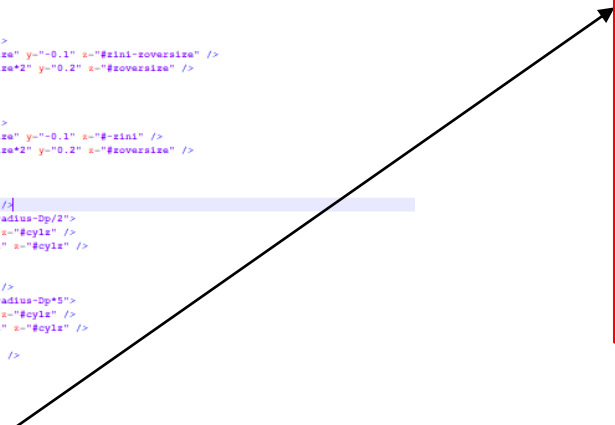 >
ze" y="-0.1" z="#zini-zoversize" />
ze*2" y="0.2" z="#zoversize" />
>
ze" y="-0.1" z="#-zini" />
ze*2" y="0.2" z="#zoversize" />
/>
adius-Dp/2">
z="#cylz" />
" z="#cylz" />
/>
adius-Dp*5">
z="#cylz" />
" z="#cylz" />
/>